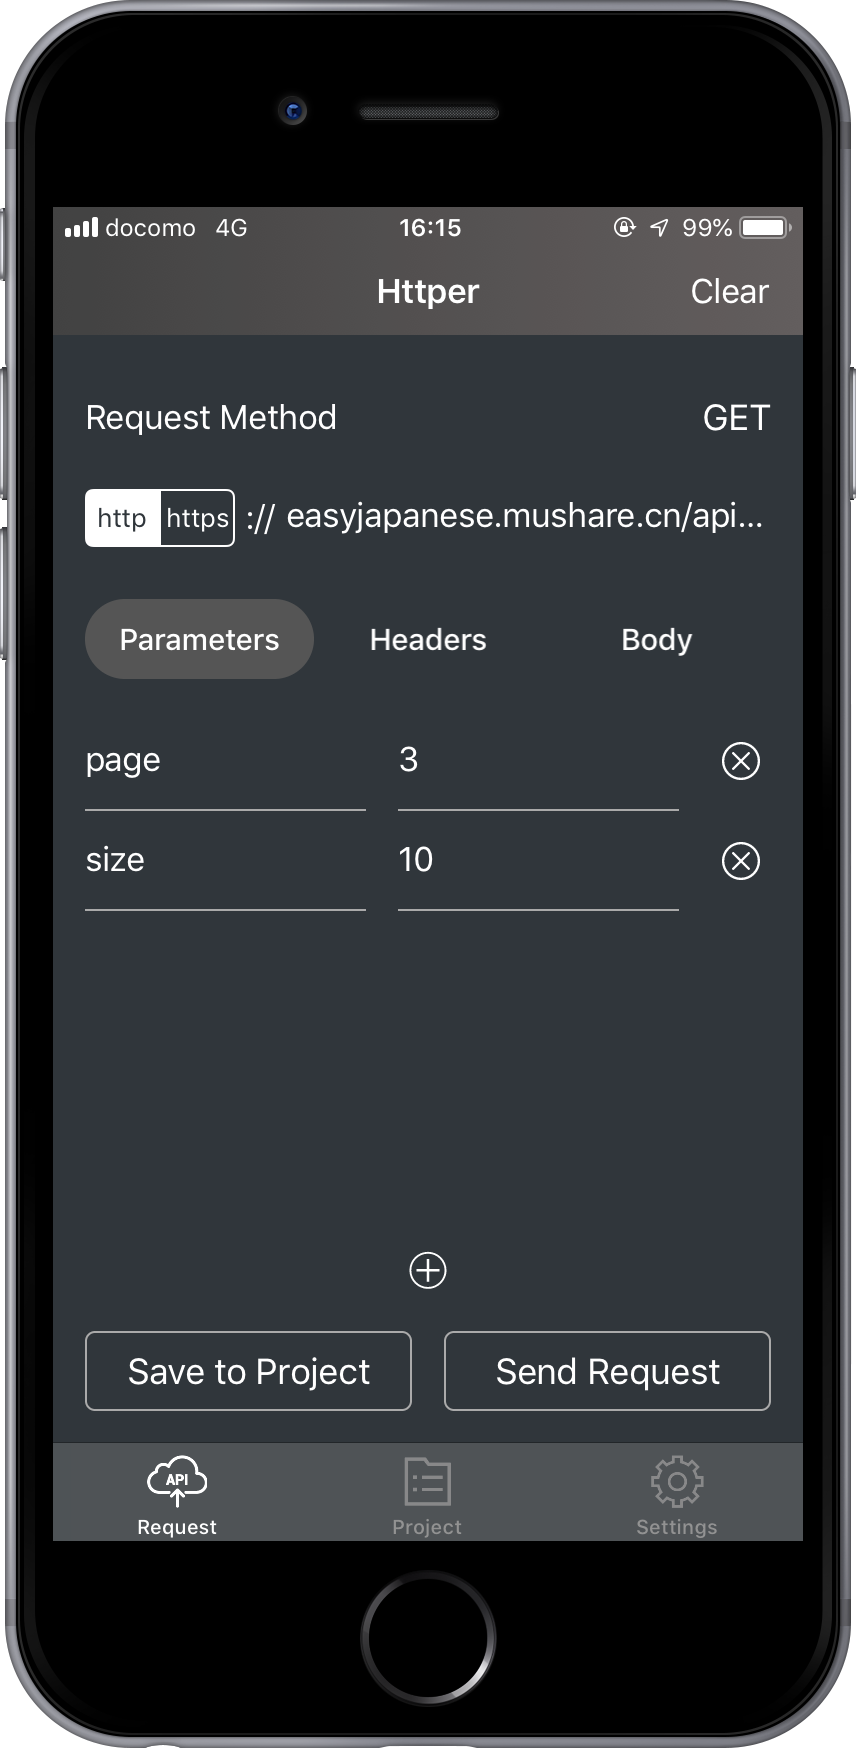 docomo 4G 16:15 99%
Httper Clear
Request Method GET
http https :// easyjapanese.mushare.cn/api...
Parameters Headers Body
page 3
size 10
Save to Project Send Request
API
Request Project Settings